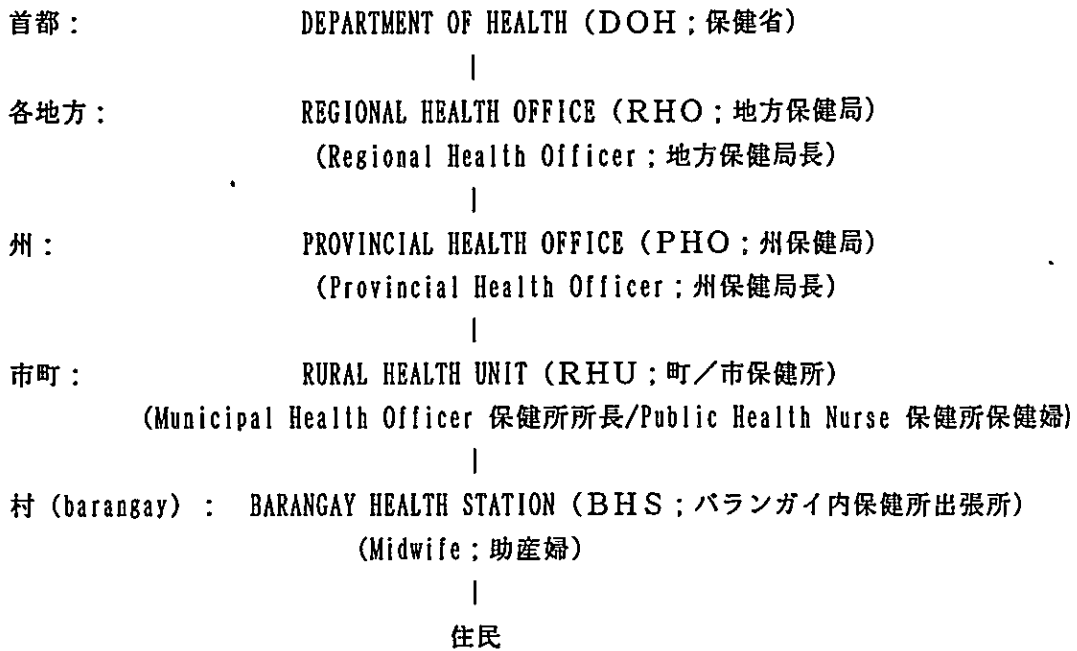 首都： DEPARTMENT OF HEALTH (DOH；保健省)
|
各地方： REGIONAL HEALTH OFFICE (RHO；地方保健局)
(Regional Health Officer；地方保健局長)
|
州： PROVINCIAL HEALTH OFFICE (PHO；州保健局)
(Provincial Health Officer；州保健局長)
|
市町： RURAL HEALTH UNIT (RHU；町／市保健所)
(Municipal Health Officer 保健所所長/Public Health Nurse 保健所保健婦)
|
村 (barangay) ： BARANGAY HEALTH STATION (BHS；バランガイ内保健所出張所)
(Midwife；助産婦)
|
住民